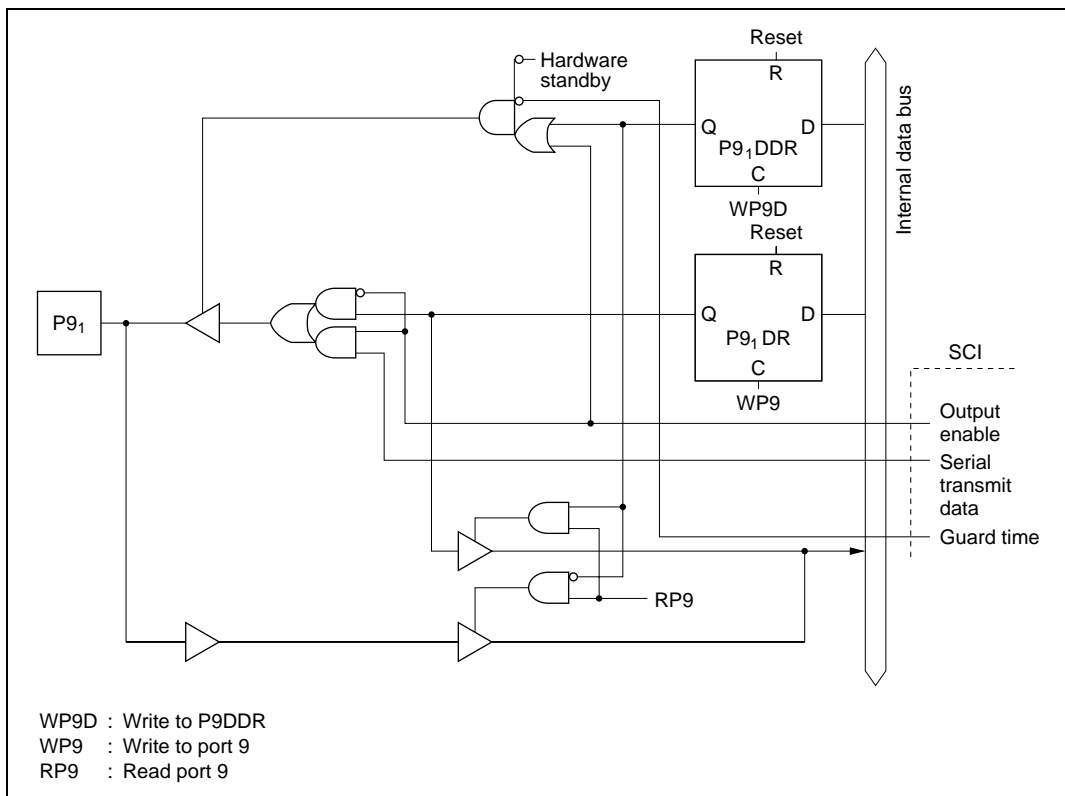 Reset
Hardware
standby
R
Q
D
P9₁DDR
C
WP9D
Internal data bus
Reset
R
P9₁
Q
D
P9₁DR
C
WP9
SCI
Output
enable
Serial
transmit
data
Guard time
RP9
WP9D : Write to P9DDR
WP9 : Write to port 9
RP9 : Read port 9